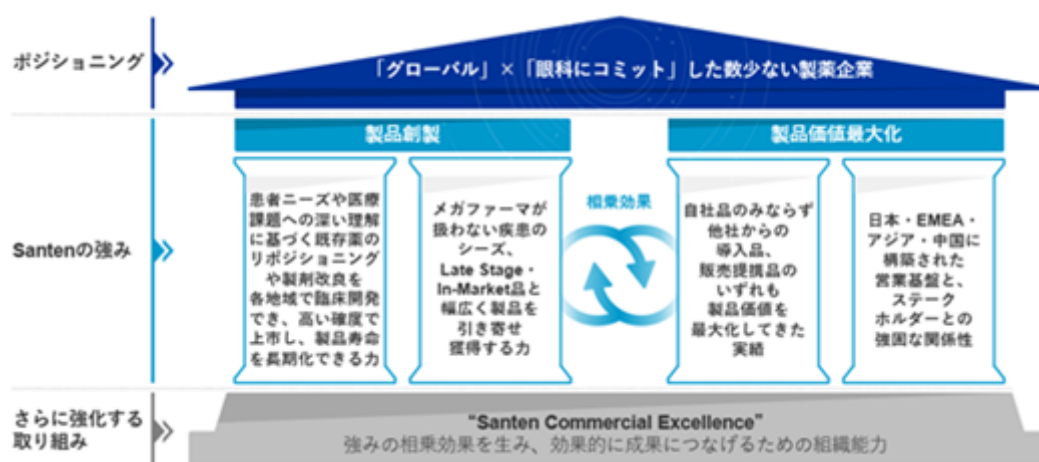 ポジショニング
「グローバル」×「眼科にコミット」した数少ない製薬企業
Santenの強み
製品創製
患者ニーズや医療
課題への深い理解
に基づく既存薬の
リポジショニング
や製剤改良を
各地域で臨床開発
でき、高い確度で
上市し、製品寿命
を長期化できる力
メガファーマが
扱わない疾患の
シーズ、
Late Stage・
In-Market品と
幅広く製品を
引き寄せ
獲得する力
相乗効果
製品価値最大化
自社品のみならず
他社からの
導入品、
販売提携品の
いずれも
製品価値を
最大化してきた
実績
日本・EMEA・
アジア・中国に
構築された
営業基盤と、
ステーク
ホルダーとの
強固な関係性
さらに強化する
取り組み
“Santen Commercial Excellence”
強みの相乗効果を生み、効果的に成果につなげるための組織能力